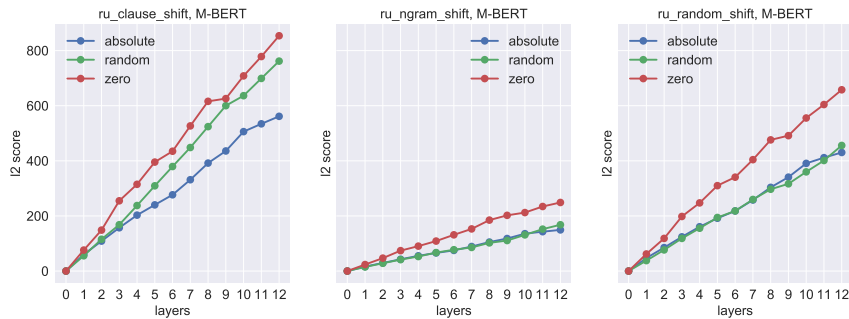 ru_clause_shift, M-BERT
l2 score
800
600
400
200
0
absolute
random
zero
0 1 2 3 4 5 6 7 8 9 10 11 12
layers
ru_ngram_shift, M-BERT
l2 score
absolute
random
zero
0 1 2 3 4 5 6 7 8 9 10 11 12
layers
ru_random_shift, M-BERT
l2 score
absolute
random
zero
0 1 2 3 4 5 6 7 8 9 10 11 12
layers